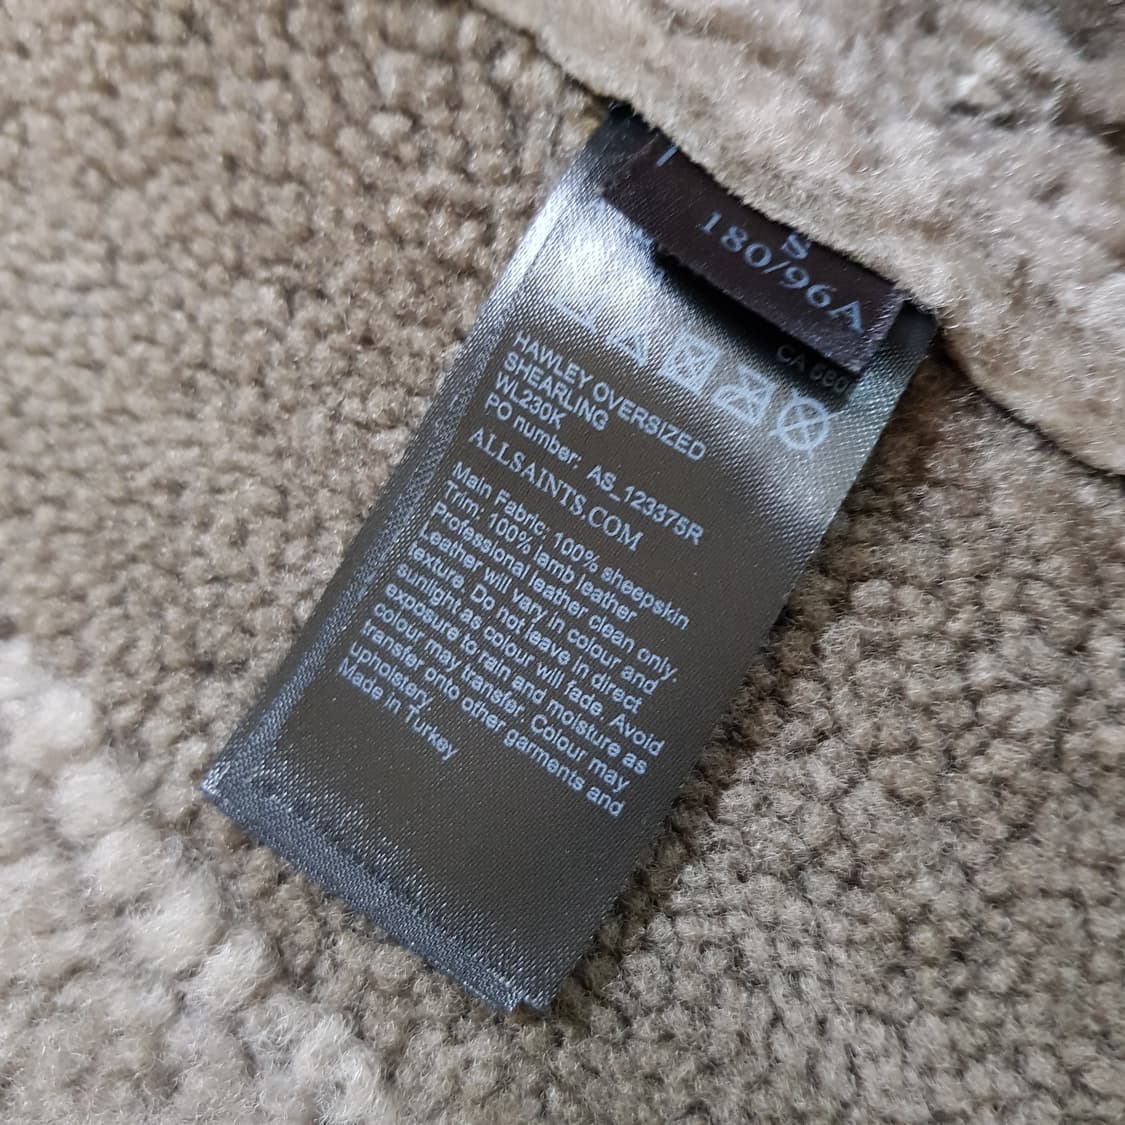 S
180/96A
HAWLEY OVERSIZED
SHEARLING
WL230K
PO number: AS_123375R
ALLSAINTS.COM
Main Fabric: 100% sheepskin
Trim: 100% lamb leather
Professional leather clean only.
Leather will vary in colour and
texture. Do not leave in direct
sunlight as colour will fade. Avoid
exposure to rain and moisture as
colour may transfer. Colour may
transfer onto other garments and
upholstery.
Made in Turkey